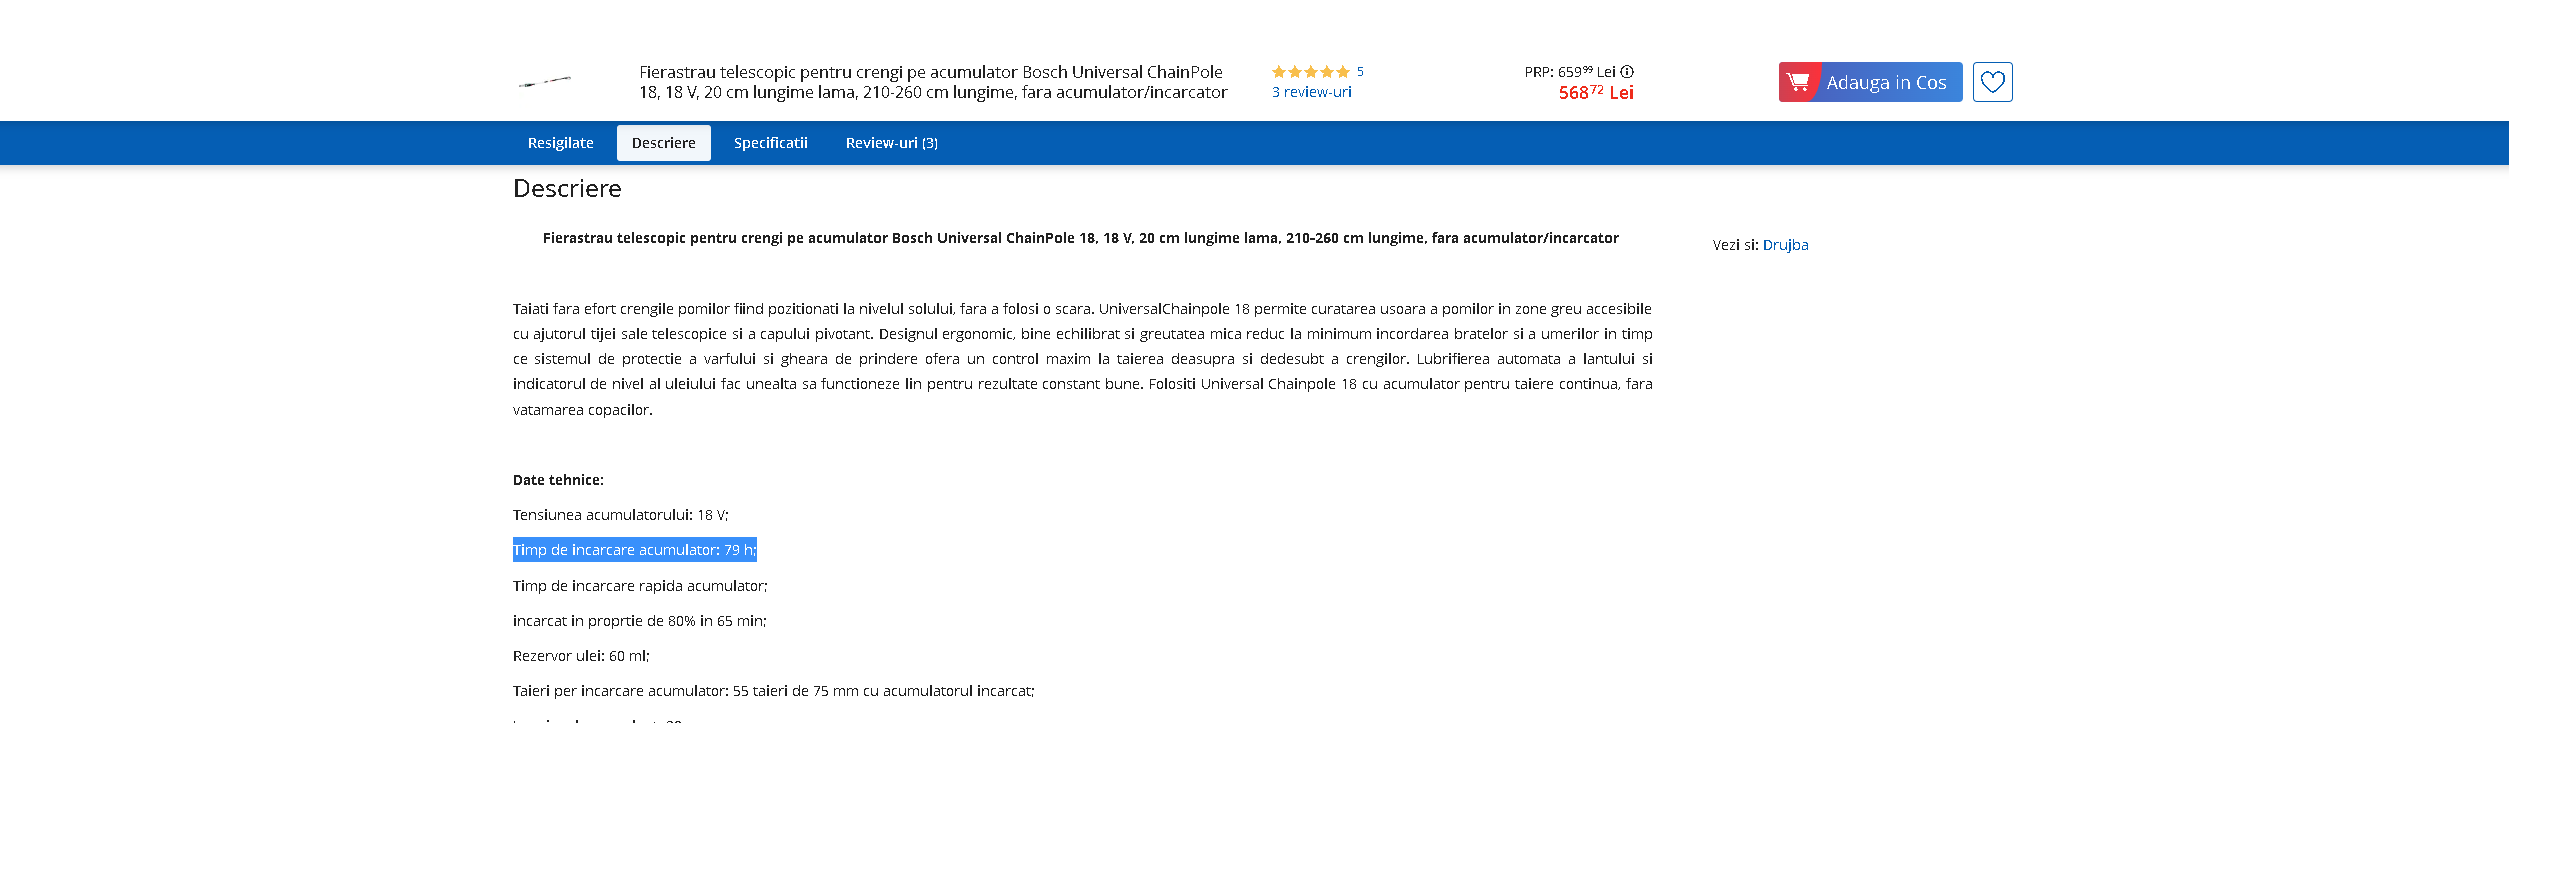 Fierastrau telescopic pentru crengi pe acumulator Bosch Universal ChainPole
18, 18 V, 20 cm lungime lama, 210-260 cm lungime, fara acumulator/incarcator
5
3 review-uri
PRP: 659⁹⁹ Lei
568⁷² Lei
Adauga in Cos
Resigilate
Descriere
Specificatii
Review-uri (3)
Descriere
Fierastrau telescopic pentru crengi pe acumulator Bosch Universal ChainPole 18, 18 V, 20 cm lungime lama, 210-260 cm lungime, fara acumulator/incarcator
Vezi si: Drujba
Taiati fara efort crengile pomilor fiind pozitionati la nivelul solului, fara a folosi o scara. UniversalChainpole 18 permite curatarea usoara a pomilor in zone greu accesibile
cu ajutorul tijei sale telescopice si a capului pivotant. Designul ergonomic, bine echilibrat si greutatea mica reduc la minimum incordarea bratelor si a umerilor in timp
ce sistemul de protectie a varfului si gheara de prindere ofera un control maxim la taierea deasupra si dedesubt a crengilor. Lubrifierea automata a lantului si
indicatorul de nivel al uleiului fac unealta sa functioneze lin pentru rezultate constant bune. Folositi Universal Chainpole 18 cu acumulator pentru taiere continua, fara
vatamarea copacilor.
Date tehnice:
Tensiunea acumulatorului: 18 V;
Timp de incarcare acumulator: 79 h;
Timp de incarcare rapida acumulator;
incarcat in proprtie de 80% in 65 min;
Rezervor ulei: 60 ml;
Taieri per incarcare acumulator: 55 taieri de 75 mm cu acumulatorul incarcat;